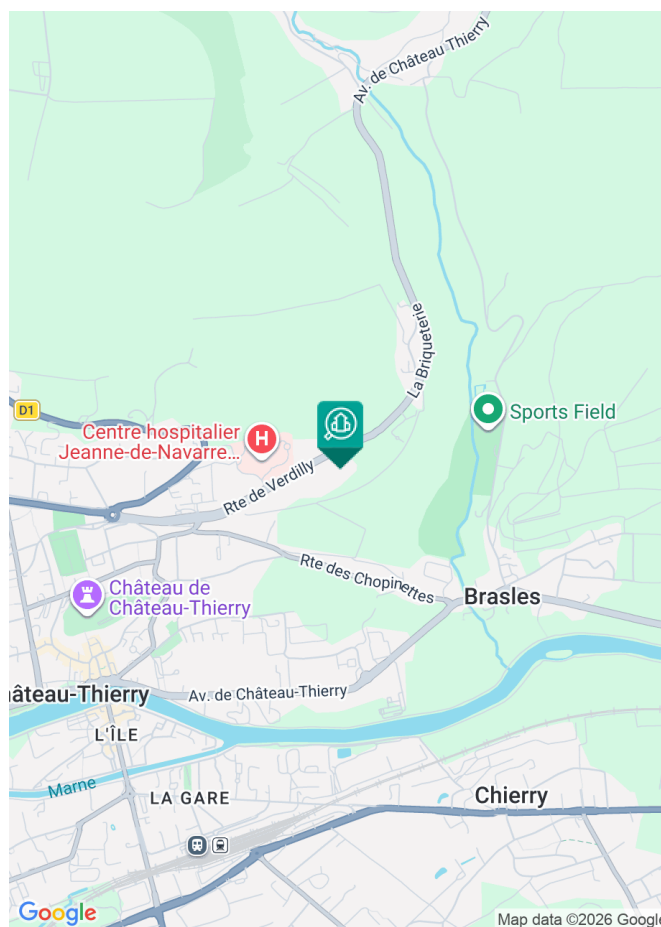 Av. de Château Thierry
La Briqueterie
D1
Sports Field
Centre hospitalier
Jeanne-de-Navarre...
H
Rte de Verdilly
Rte des Chopinettes
Château de
Château-Thierry
Brasles
Av. de Château-Thierry
hâteau-Thierry
L'ÎLE
Marne
LA GARE
Chierry
Google
Map data ©2026 Google